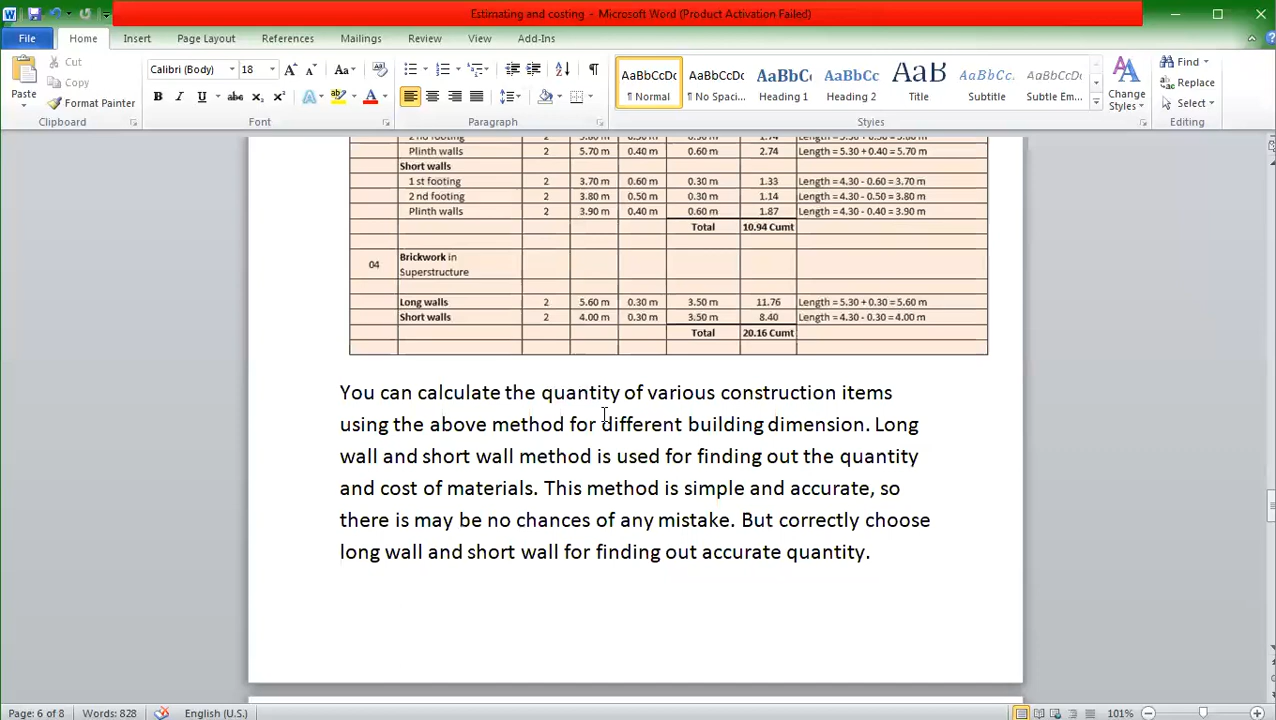 Estimating and costing - Microsoft Word (Product Activation Failed)
File Home Insert Page Layout References Mailings Review View Add-Ins
Paste Cut Copy Format Painter
Clipboard
Calibri (Body) 18
Font
Paragraph
AaBbCcDc ¶ Normal
AaBbCcDc ¶ No Spaci...
AaBbC Heading 1
AaBbCc Heading 2
AaB Title
AaBbCc. Subtitle
AaBbCcDc Subtle Em...
Change Styles
Styles
Find
Replace
Select
Editing
2nd footing 2
Plinth walls 2 5.70 m 0.40 m 0.60 m 2.74 Length = 5.30 + 0.40 = 5.70 m
Short walls
1 st footing 2 3.70 m 0.60 m 0.30 m 1.33 Length = 4.30 - 0.60 = 3.70 m
2 nd footing 2 3.80 m 0.50 m 0.30 m 1.14 Length = 4.30 - 0.50 = 3.80 m
Plinth walls 2 3.90 m 0.40 m 0.60 m 1.87 Length = 4.30 - 0.40 = 3.90 m
Total 10.94 Cumt
04 Brickwork in
Superstructure
Long walls 2 5.60 m 0.30 m 3.50 m 11.76 Length = 5.30 + 0.30 = 5.60 m
Short walls 2 4.00 m 0.30 m 3.50 m 8.40 Length = 4.30 - 0.30 = 4.00 m
Total 20.16 Cumt
You can calculate the quantity of various construction items
using the above method for different building dimension. Long
wall and short wall method is used for finding out the quantity
and cost of materials. This method is simple and accurate, so
there is may be no chances of any mistake. But correctly choose
long wall and short wall for finding out accurate quantity.
Page: 6 of 8 Words: 828 English (U.S.) 101%